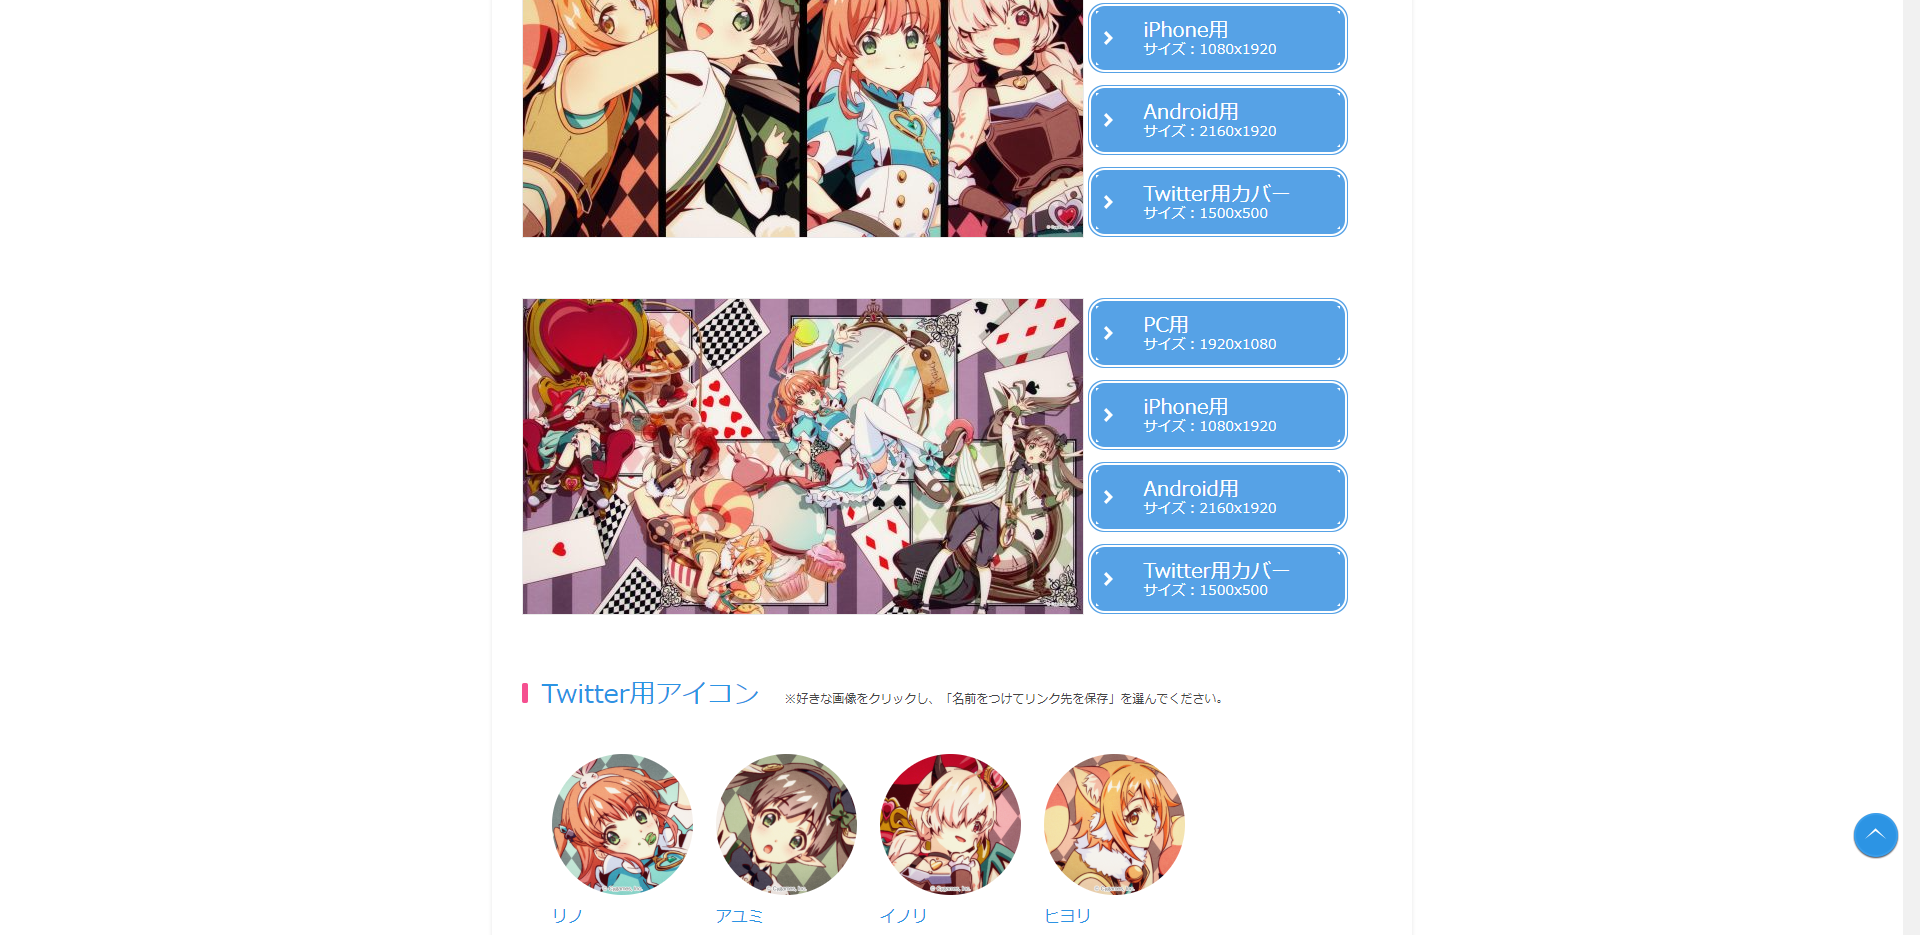 iPhone用
サイズ：1080x1920
Android用
サイズ：2160x1920
Twitter用カバー
サイズ：1500x500
PC用
サイズ：1920x1080
iPhone用
サイズ：1080x1920
Android用
サイズ：2160x1920
Twitter用カバー
サイズ：1500x500
Twitter用アイコン
※好きな画像をクリックし、「名前をつけてリンク先を保存」を選んでください。
リノ
アユミ
イノリ
ヒヨリ